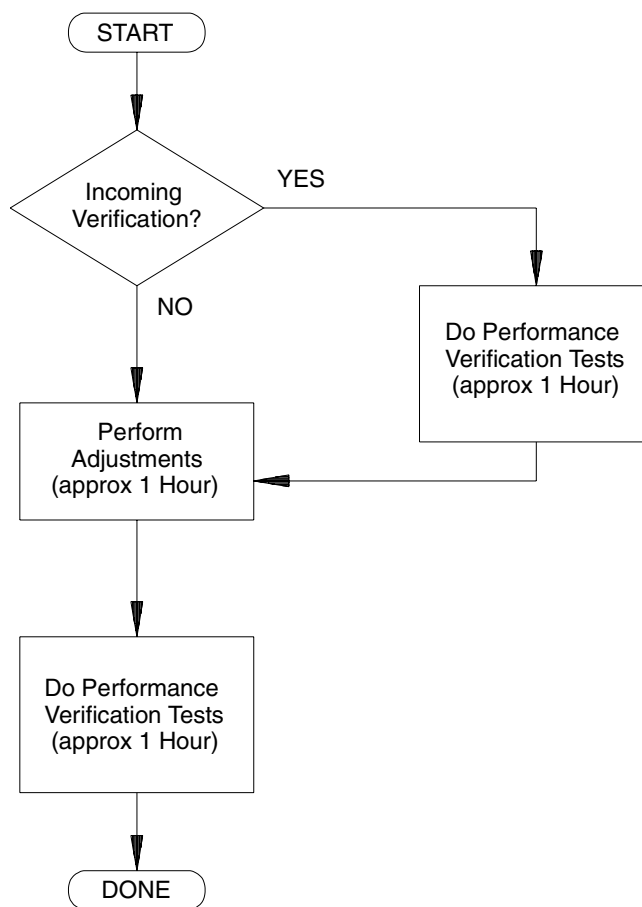 START
Incoming
Verification?
YES
NO
Do Performance
Verification Tests
(approx 1 Hour)
Perform
Adjustments
(approx 1 Hour)
Do Performance
Verification Tests
(approx 1 Hour)
DONE